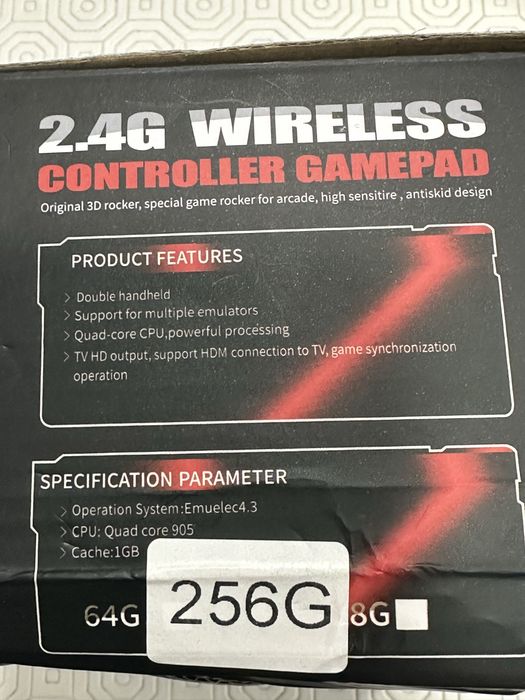 2.4G WIRELESS
CONTROLLER GAMEPAD
Original 3D rocker, special game rocker for arcade, high sensitire , antiskid design
PRODUCT FEATURES
> Double handheld
> Support for multiple emulators
> Quad-core CPU,powerful processing
> TV HD output, support HDM connection to TV, game synchronization
operation
SPECIFICATION PARAMETER
> Operation System:Emuelec4.3
> CPU: Quad core 905
> Cache:1GB
64G 256G 8G